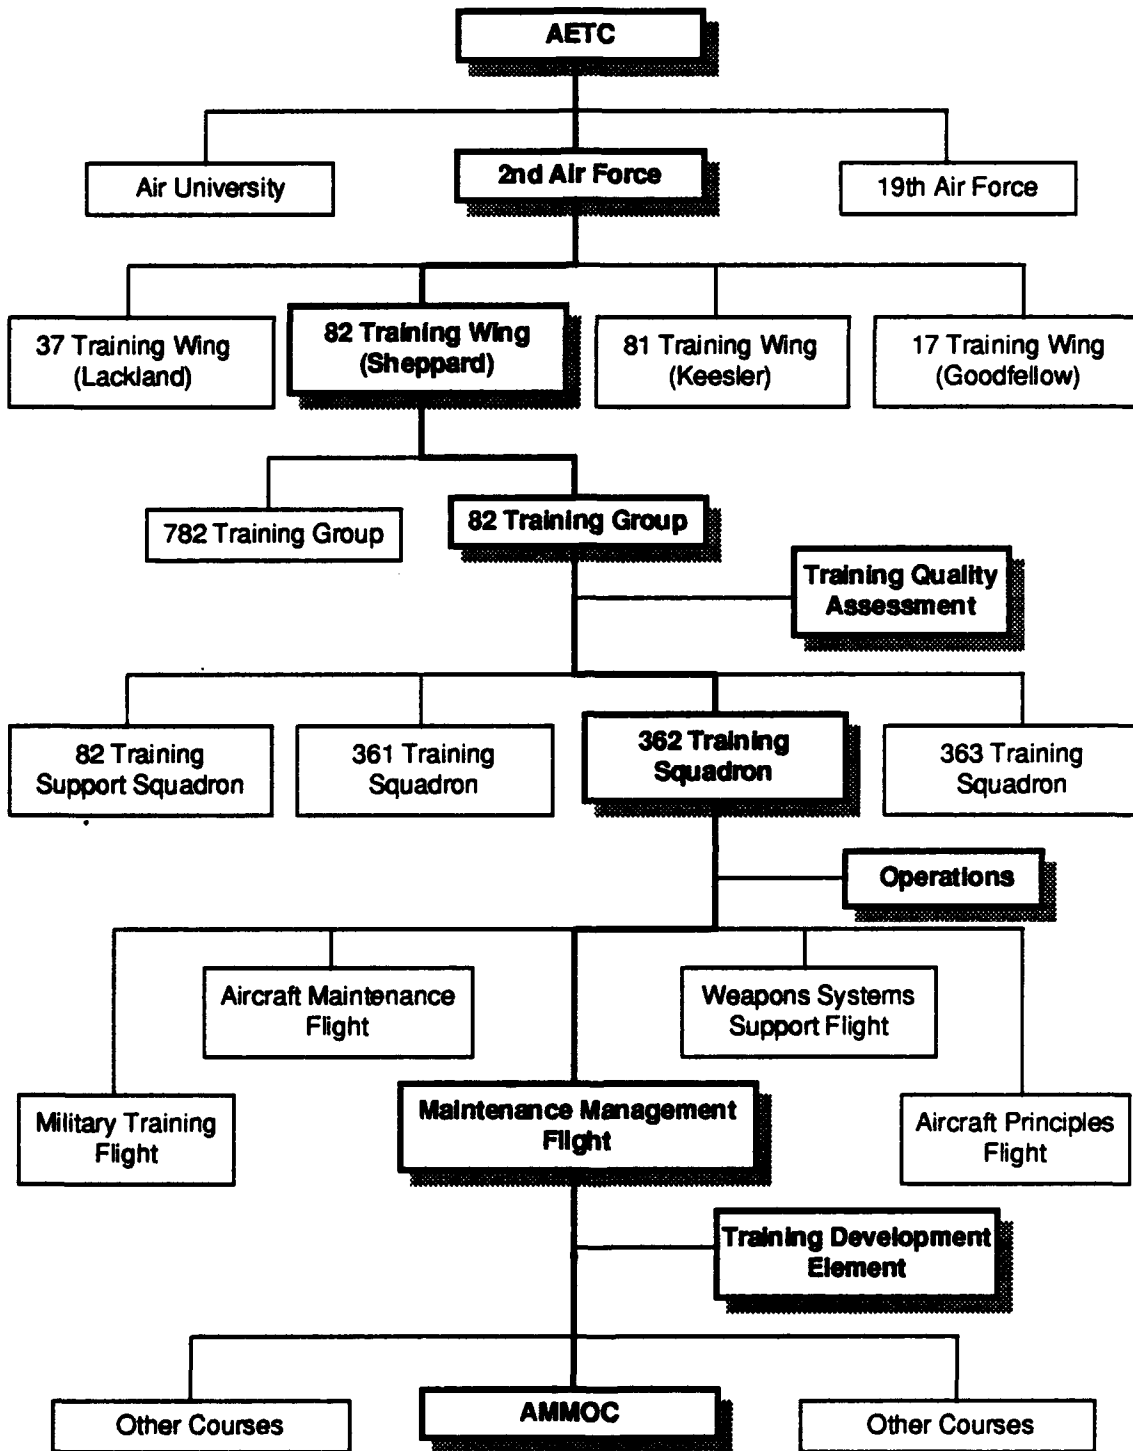 AETC
Air University
2nd Air Force
19th Air Force
37 Training Wing
(Lackland)
82 Training Wing
(Sheppard)
81 Training Wing
(Keesler)
17 Training Wing
(Goodfellow)
782 Training Group
82 Training Group
Training Quality
Assessment
82 Training
Support Squadron
361 Training
Squadron
362 Training
Squadron
363 Training
Squadron
Operations
Aircraft Maintenance
Flight
Weapons Systems
Support Flight
Military Training
Flight
Maintenance Management
Flight
Aircraft Principles
Flight
Training Development
Element
Other Courses
AMMOC
Other Courses